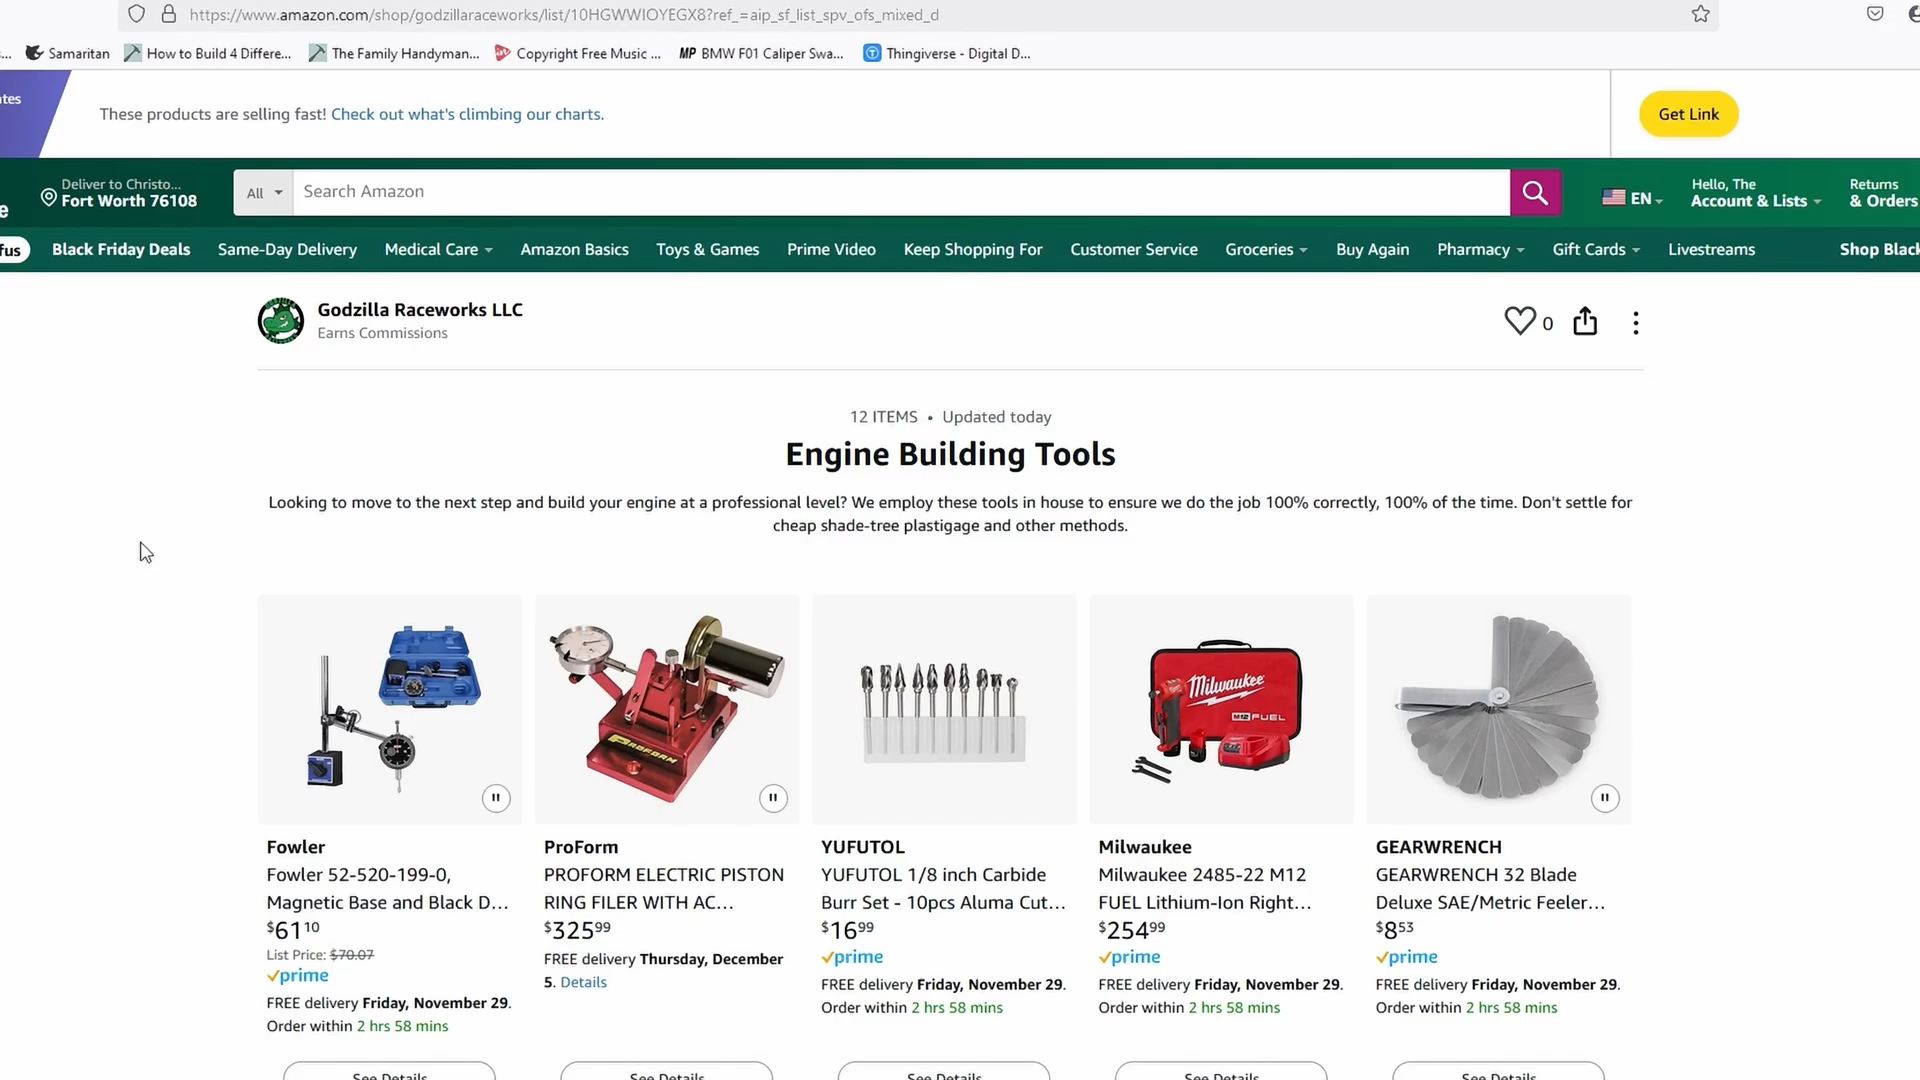 https://www.amazon.com/shop/godzillaraceworks/list/10HGWWIOYEGX8?ref_=aip_sf_list_spv_ofs_mixed_d
...
Samaritan
How to Build 4 Differe...
The Family Handyman...
Copyright Free Music ...
MP BMW F01 Caliper Swa...
Thingiverse - Digital D...
ates
These products are selling fast! Check out what's climbing our charts.
Get Link
e
Deliver to Christo...
Fort Worth 76108
All
Search Amazon
EN
Hello, The
Account & Lists
Returns
& Orders
fus
Black Friday Deals
Same-Day Delivery
Medical Care
Amazon Basics
Toys & Games
Prime Video
Keep Shopping For
Customer Service
Groceries
Buy Again
Pharmacy
Gift Cards
Livestreams
Shop Black
Godzilla Raceworks LLC
Earns Commissions
0
12 ITEMS • Updated today
Engine Building Tools
Looking to move to the next step and build your engine at a professional level? We employ these tools in house to ensure we do the job 100% correctly, 100% of the time. Don't settle for
cheap shade-tree plastigage and other methods.
PROFORM
Milwaukee
M12 FUEL
Fowler
Fowler 52-520-199-0,
Magnetic Base and Black D...
$61.10
List Price: $70.07
prime
FREE delivery Friday, November 29.
Order within 2 hrs 58 mins
See Details
ProForm
PROFORM ELECTRIC PISTON
RING FILER WITH AC...
$325.99
FREE delivery Thursday, December
5. Details
See Details
YUFUTOL
YUFUTOL 1/8 inch Carbide
Burr Set - 10pcs Aluma Cut...
$16.99
prime
FREE delivery Friday, November 29.
Order within 2 hrs 58 mins
See Details
Milwaukee
Milwaukee 2485-22 M12
FUEL Lithium-Ion Right...
$254.99
prime
FREE delivery Friday, November 29.
Order within 2 hrs 58 mins
See Details
GEARWRENCH
GEARWRENCH 32 Blade
Deluxe SAE/Metric Feeler...
$8.53
prime
FREE delivery Friday, November 29.
Order within 2 hrs 58 mins
See Details